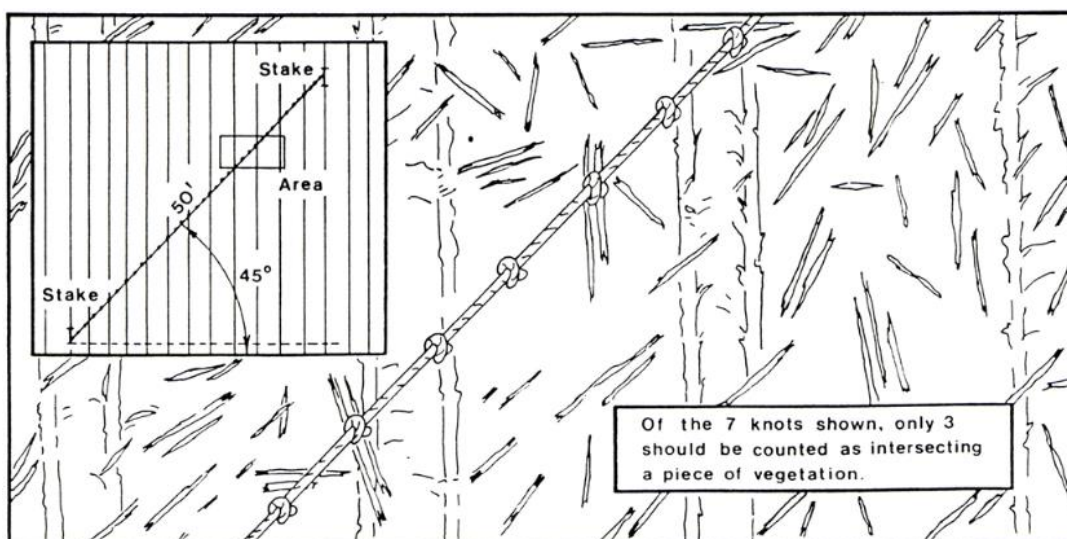 Stake
Area
50'
45°
Stake
Of the 7 knots shown, only 3
should be counted as intersecting
a piece of vegetation.